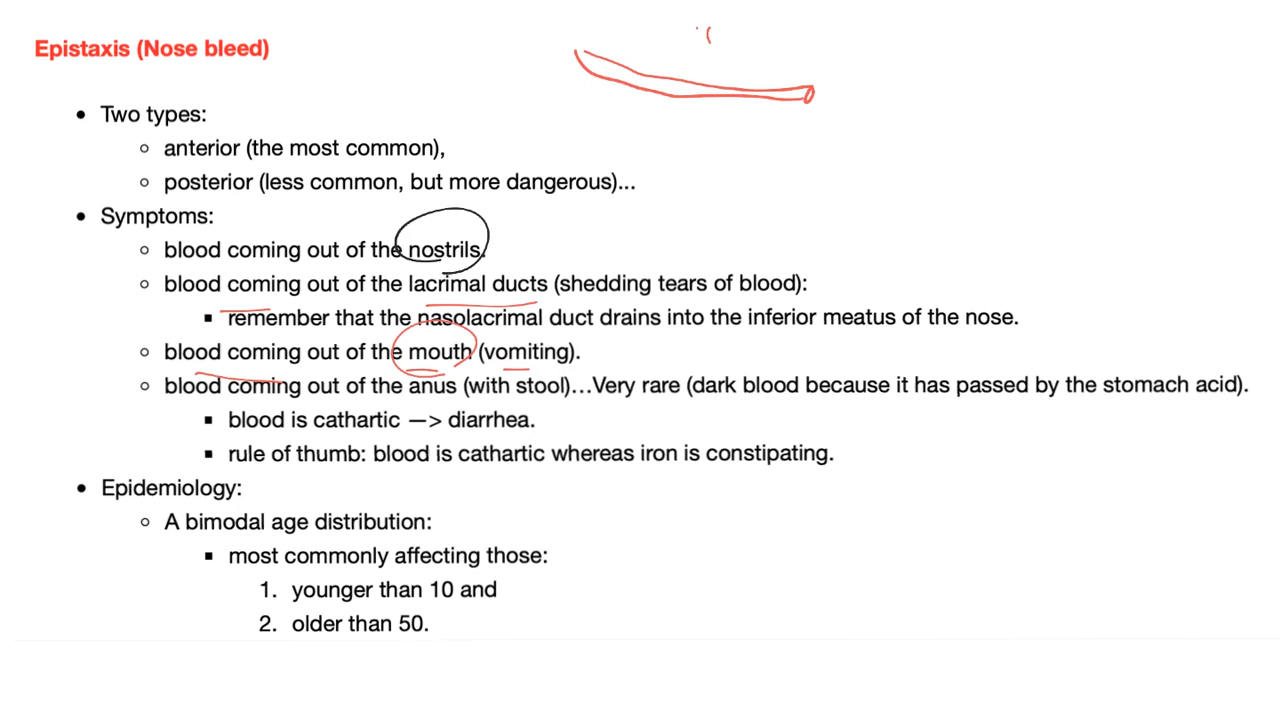 Epistaxis (Nose bleed)
• Two types:
◦ anterior (the most common),
◦ posterior (less common, but more dangerous)...
• Symptoms:
◦ blood coming out of the nostrils.
◦ blood coming out of the lacrimal ducts (shedding tears of blood):
▪ remember that the nasolacrimal duct drains into the inferior meatus of the nose.
◦ blood coming out of the mouth (vomiting).
◦ blood coming out of the anus (with stool)...Very rare (dark blood because it has passed by the stomach acid).
▪ blood is cathartic —> diarrhea.
▪ rule of thumb: blood is cathartic whereas iron is constipating.
• Epidemiology:
◦ A bimodal age distribution:
▪ most commonly affecting those:
1. younger than 10 and
2. older than 50.